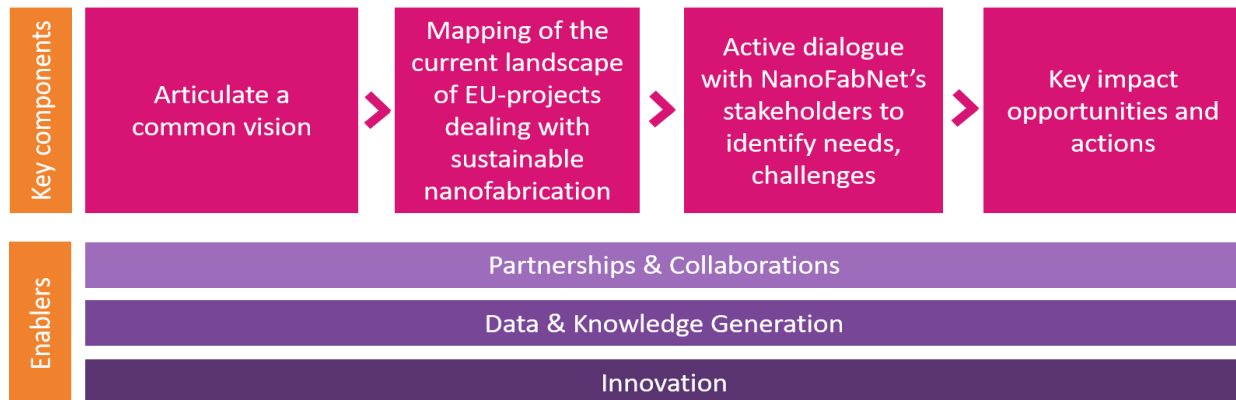 Key components
Articulate a
common vision
Mapping of the
current landscape
of EU-projects
dealing with
sustainable
nanofabrication
Active dialogue
with NanoFabNet’s
stakeholders to
identify needs,
challenges
Key impact
opportunities and
actions
Enablers
Partnerships & Collaborations
Data & Knowledge Generation
Innovation